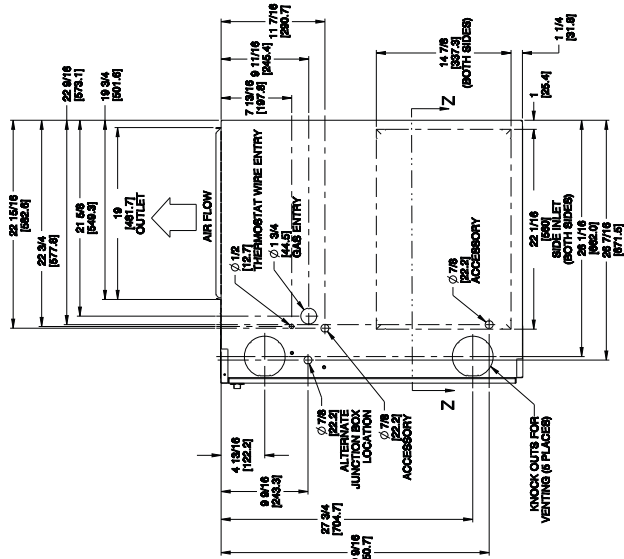 22 15/16
[582.6]
22 3/4
[577.8]
21 5/8
[549.3]
22 9/16
[573.1]
19 3/4
[501.6]
19
[481.7]
OUTLET
AIR FLOW
11 7/16
[290.7]
9 11/16
[245.4]
7 13/16
[197.8]
Ø 1/2
[12.7]
THERMOSTAT WIRE ENTRY
Ø 1 3/4
[44.5]
GAS ENTRY
14 7/8
[337.3]
(BOTH SIDES)
1 1/4
[31.8]
1
[25.4]
Z
22 1/16
[560]
SIDE INLET
(BOTH SIDES)
26 1/16
[662.0]
26 7/16
[671.5]
Ø 7/8
[22.2]
ACCESSORY
Ø 7/8
[22.2]
ALTERNATE
JUNCTION BOX
LOCATION
Ø 7/8
[22.2]
ACCESSORY
Z
KNOCK OUTS FOR
VENTING (5 PLACES)
4 13/16
[122.2]
9 9/16
[243.3]
27 3/4
[704.7]
9/16
50.7]